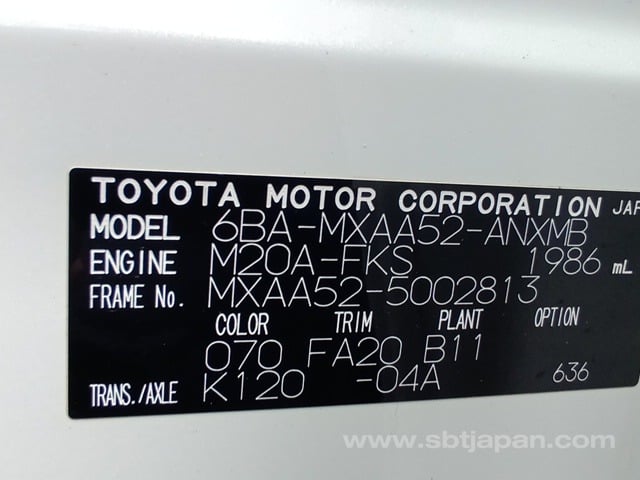 TOYOTA MOTOR CORPORATION JAP
MODEL 6BA-MXAA52-ANXMB
ENGINE M20A-FKS 1986 mL
FRAME No. MXAA52-5002813
COLOR TRIM PLANT OPTION
070 FA20 B11
TRANS./AXLE K120 -04A 636
www.sbtjapan.com